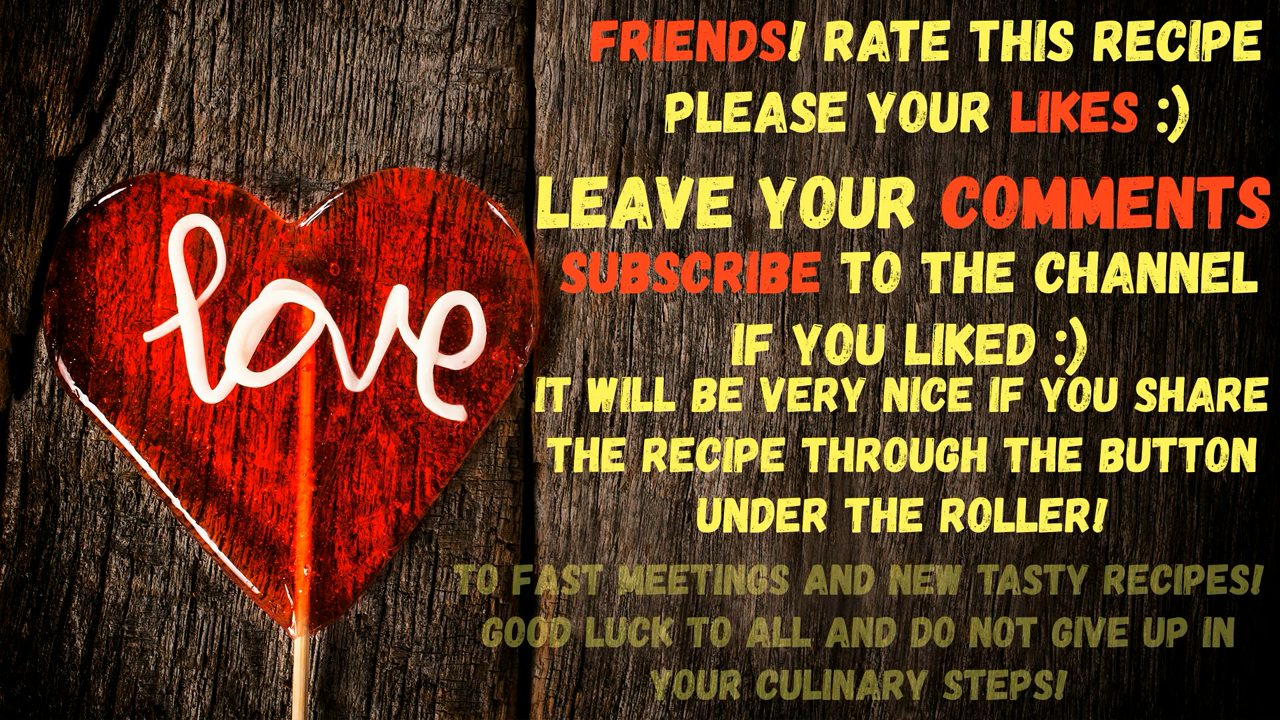 love
FRIENDS! RATE THIS RECIPE
PLEASE YOUR LIKES :)
LEAVE YOUR COMMENTS
SUBSCRIBE TO THE CHANNEL
IF YOU LIKED :)
IT WILL BE VERY NICE IF YOU SHARE
THE RECIPE THROUGH THE BUTTON
UNDER THE ROLLER!
TO FAST MEETINGS AND NEW TASTY RECIPES!
GOOD LUCK TO ALL AND DO NOT GIVE UP IN
YOUR CULINARY STEPS!